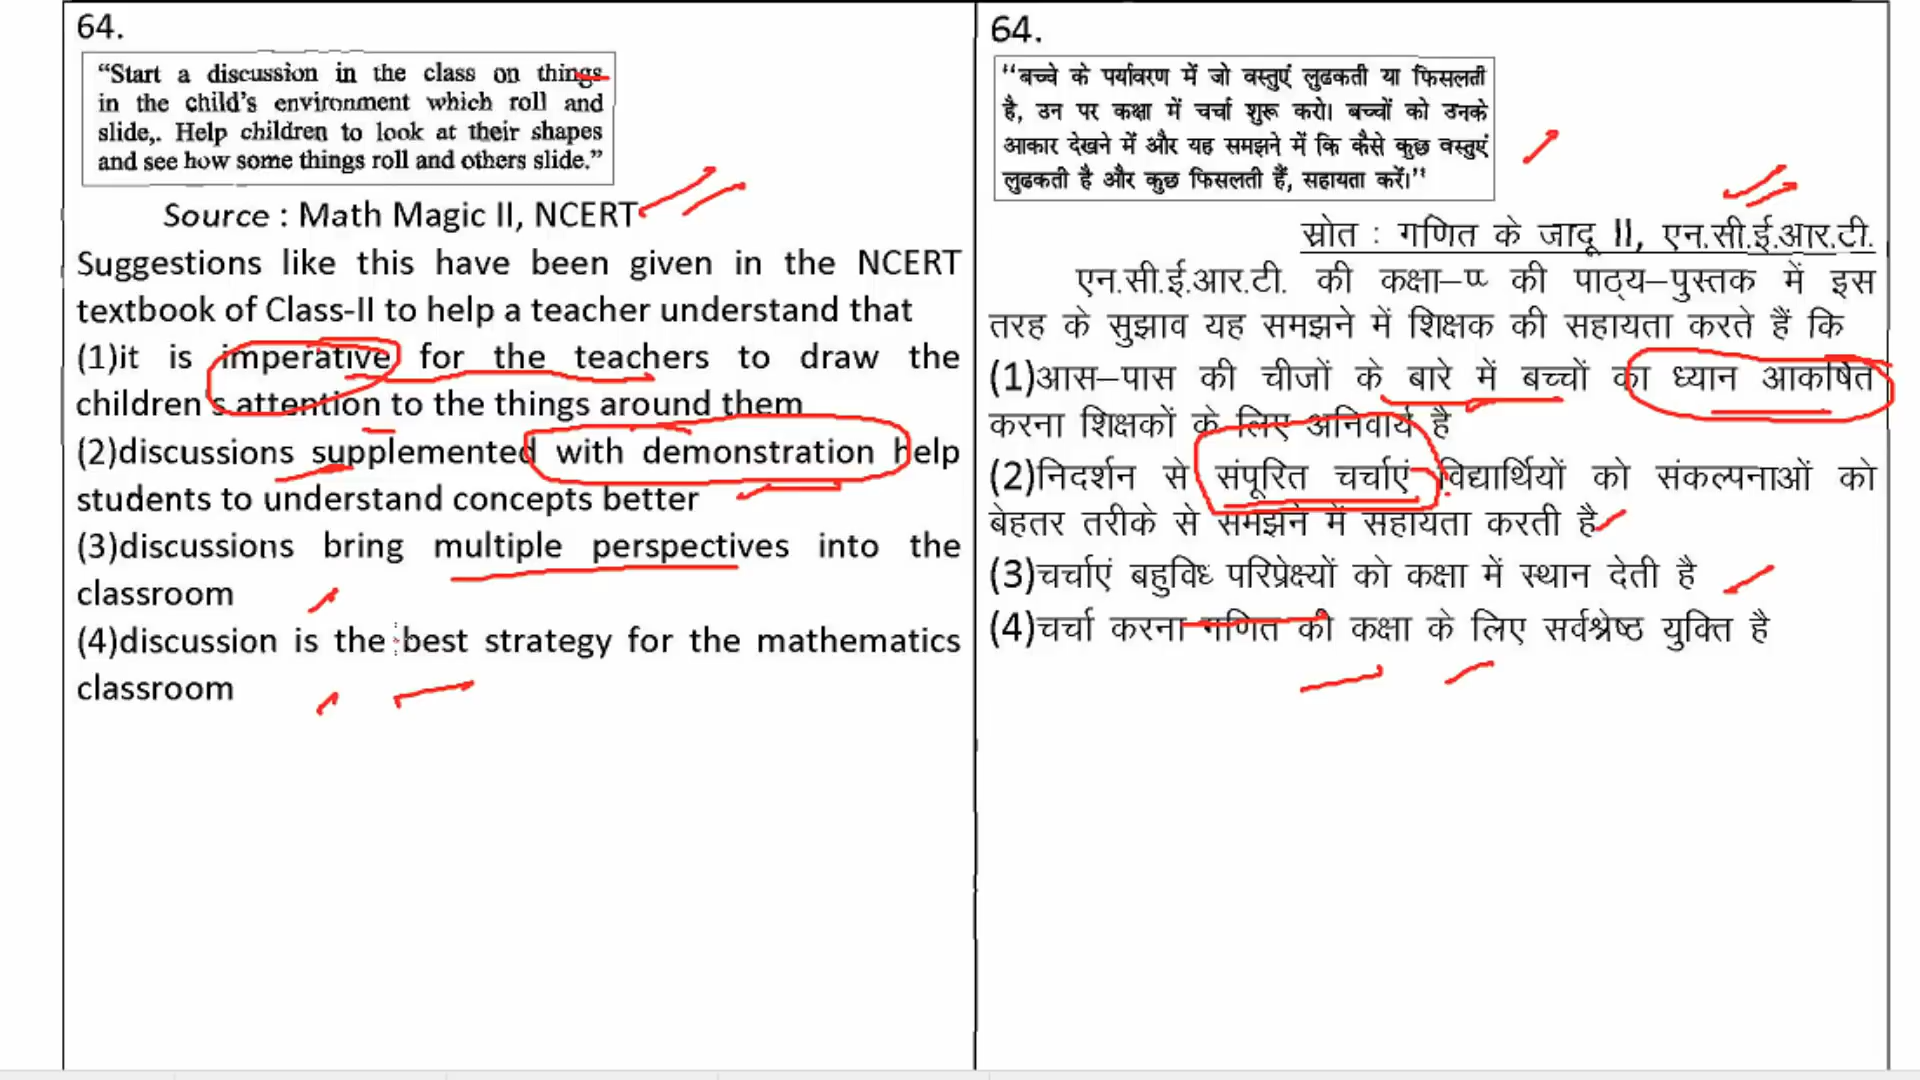 64.
“Start a discussion in the class on things
in the child’s environment which roll and
slide,. Help children to look at their shapes
and see how some things roll and others slide.”
Source : Math Magic II, NCERT
Suggestions like this have been given in the NCERT
textbook of Class-II to help a teacher understand that
(1)it is imperative for the teachers to draw the
children s attention to the things around them
(2)discussions supplemented with demonstration help
students to understand concepts better
(3)discussions bring multiple perspectives into the
classroom
(4)discussion is the best strategy for the mathematics
classroom
64.
“बच्चे के पर्यावरण में जो वस्तुएं लुढकती या फिसलती
है, उन पर कक्षा में चर्चा शुरू करो। बच्चों को उनके
आकार देखने में और यह समझने में कि कैसे कुछ वस्तुएं
लुढकती है और कुछ फिसलती हैं, सहायता करें।”
स्रोत : गणित के जादू II, एन.सी.ई.आर.टी.
एन.सी.ई.आर.टी. की कक्षा– की पाठ्य–पुस्तक में इस
तरह के सुझाव यह समझने में शिक्षक की सहायता करते हैं कि
(1)आस–पास की चीजों के बारे में बच्चों का ध्यान आकर्षित
करना शिक्षकों के लिए अनिवार्य है
(2)निदर्शन से संपूरित चर्चाएं विद्यार्थियों को संकल्पनाओं को
बेहतर तरीके से समझने में सहायता करती है
(3)चर्चाएं बहुविध परिप्रेक्ष्यों को कक्षा में स्थान देती है
(4)चर्चा करना गणित की कक्षा के लिए सर्वश्रेष्ठ युक्ति है